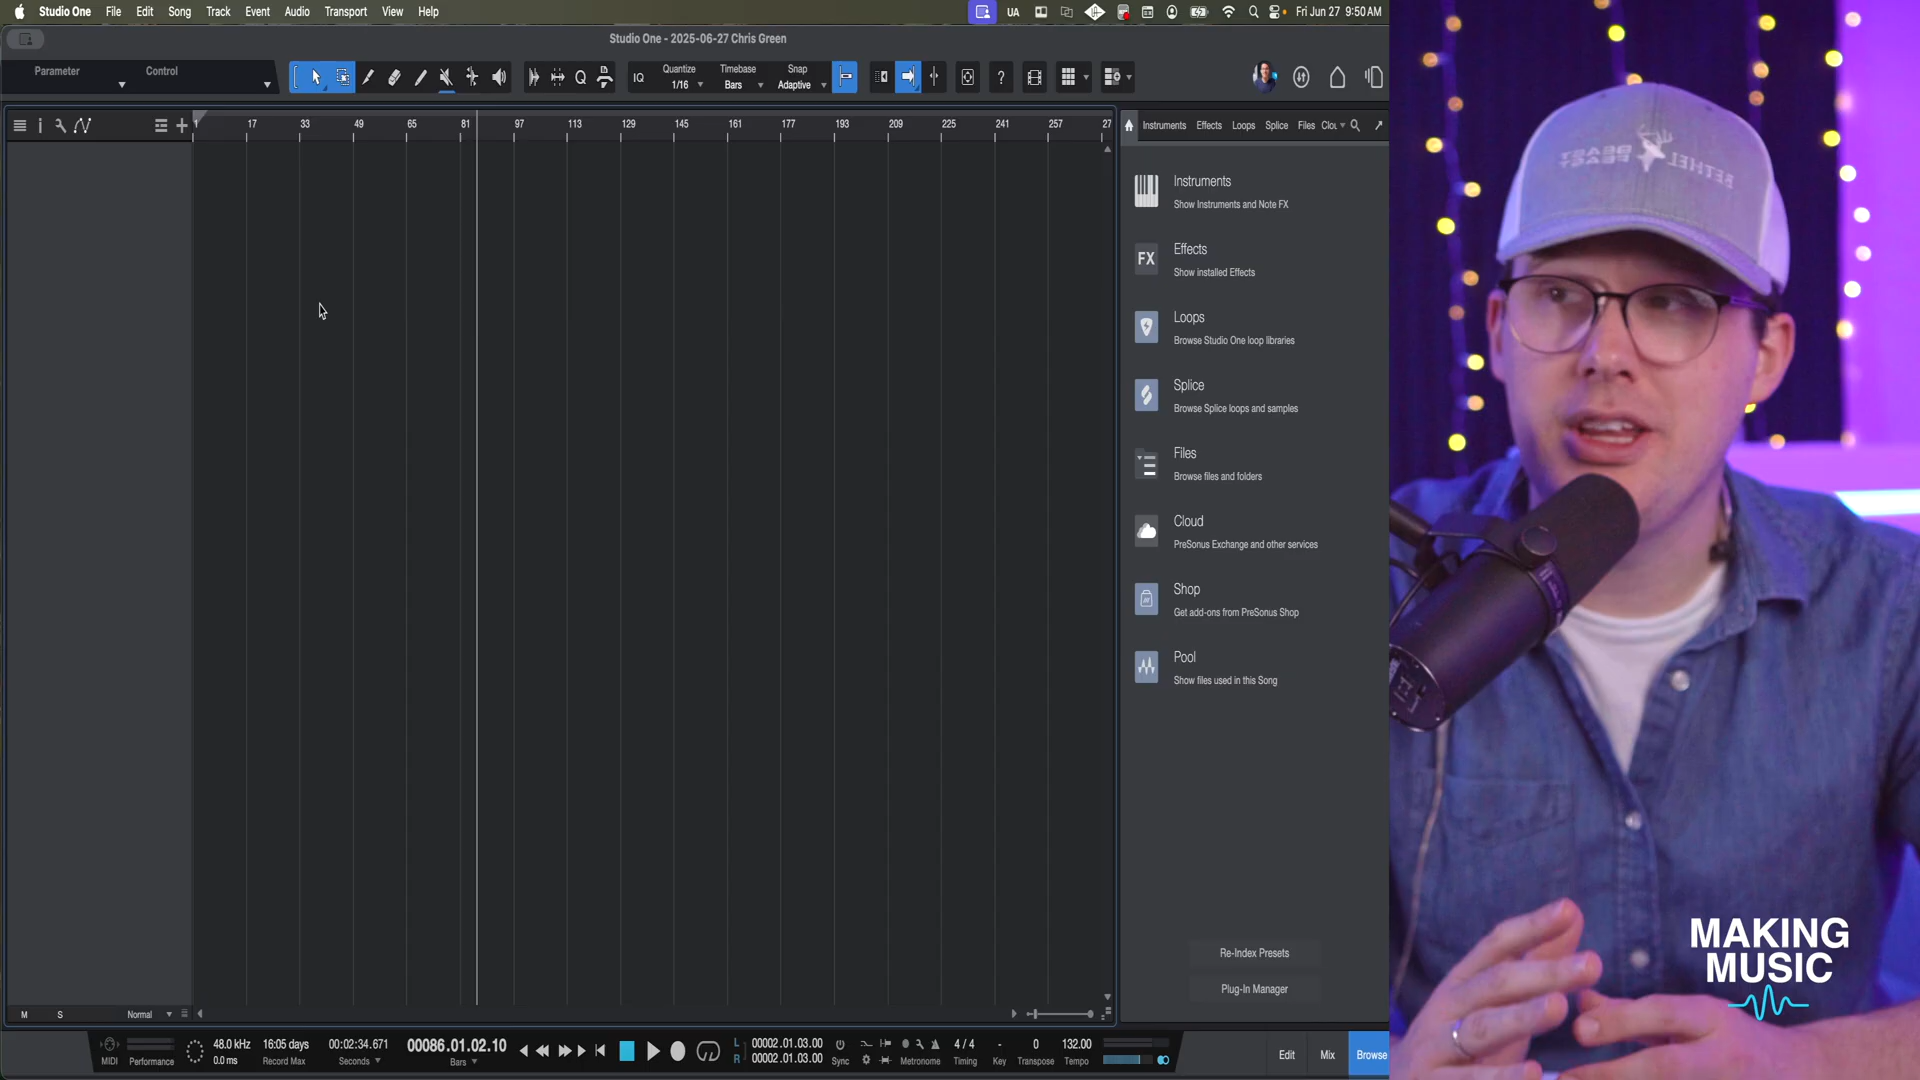 Studio One File Edit Song Track Event Audio Transport View Help
UA
Fri Jun 27 9:50 AM
Studio One - 2025-06-27 Chris Green
Parameter Control
IQ Quantize 1/16 Timebase Bars Snap Adaptive
Q
?
1 17 33 49 65 81 97 113 129 145 161 177 193 209 225 241 257 27
Instruments Effects Loops Splice Files Clou
Instruments
Show Instruments and Note FX
FX
Effects
Show installed Effects
Loops
Browse Studio One loop libraries
Splice
Browse Splice loops and samples
Files
Browse files and folders
Cloud
PreSonus Exchange and other services
Shop
Get add-ons from PreSonus Shop
Pool
Show files used in this Song
Re-Index Presets
Plug-In Manager
M S Normal
MIDI Performance
48.0 kHz
0.0 ms
16:05 days
Record Max
00:02:34.671
Seconds
00086.01.02.10
Bars
L 00002.01.03.00
R 00002.01.03.00
Sync
Metronome
4 / 4
Timing
-
Key
0
Transpose
132.00
Tempo
Edit Mix Browse
BETHEL
BEAST
FEAST
MAKING
MUSIC